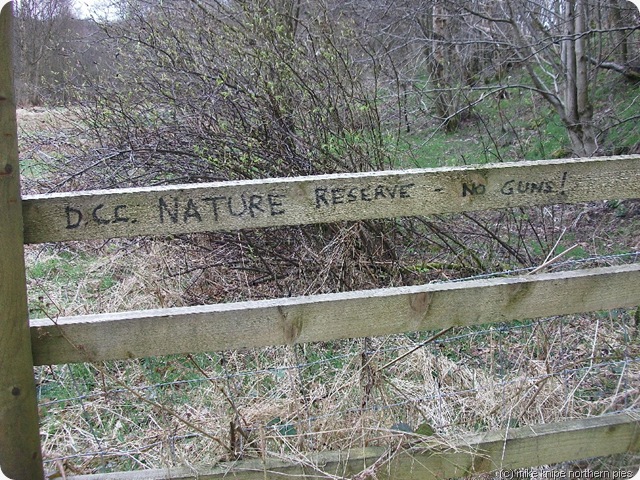 D.C.C. NATURE RESERVE - NO GUNS!
(c) mike knipe northern pies